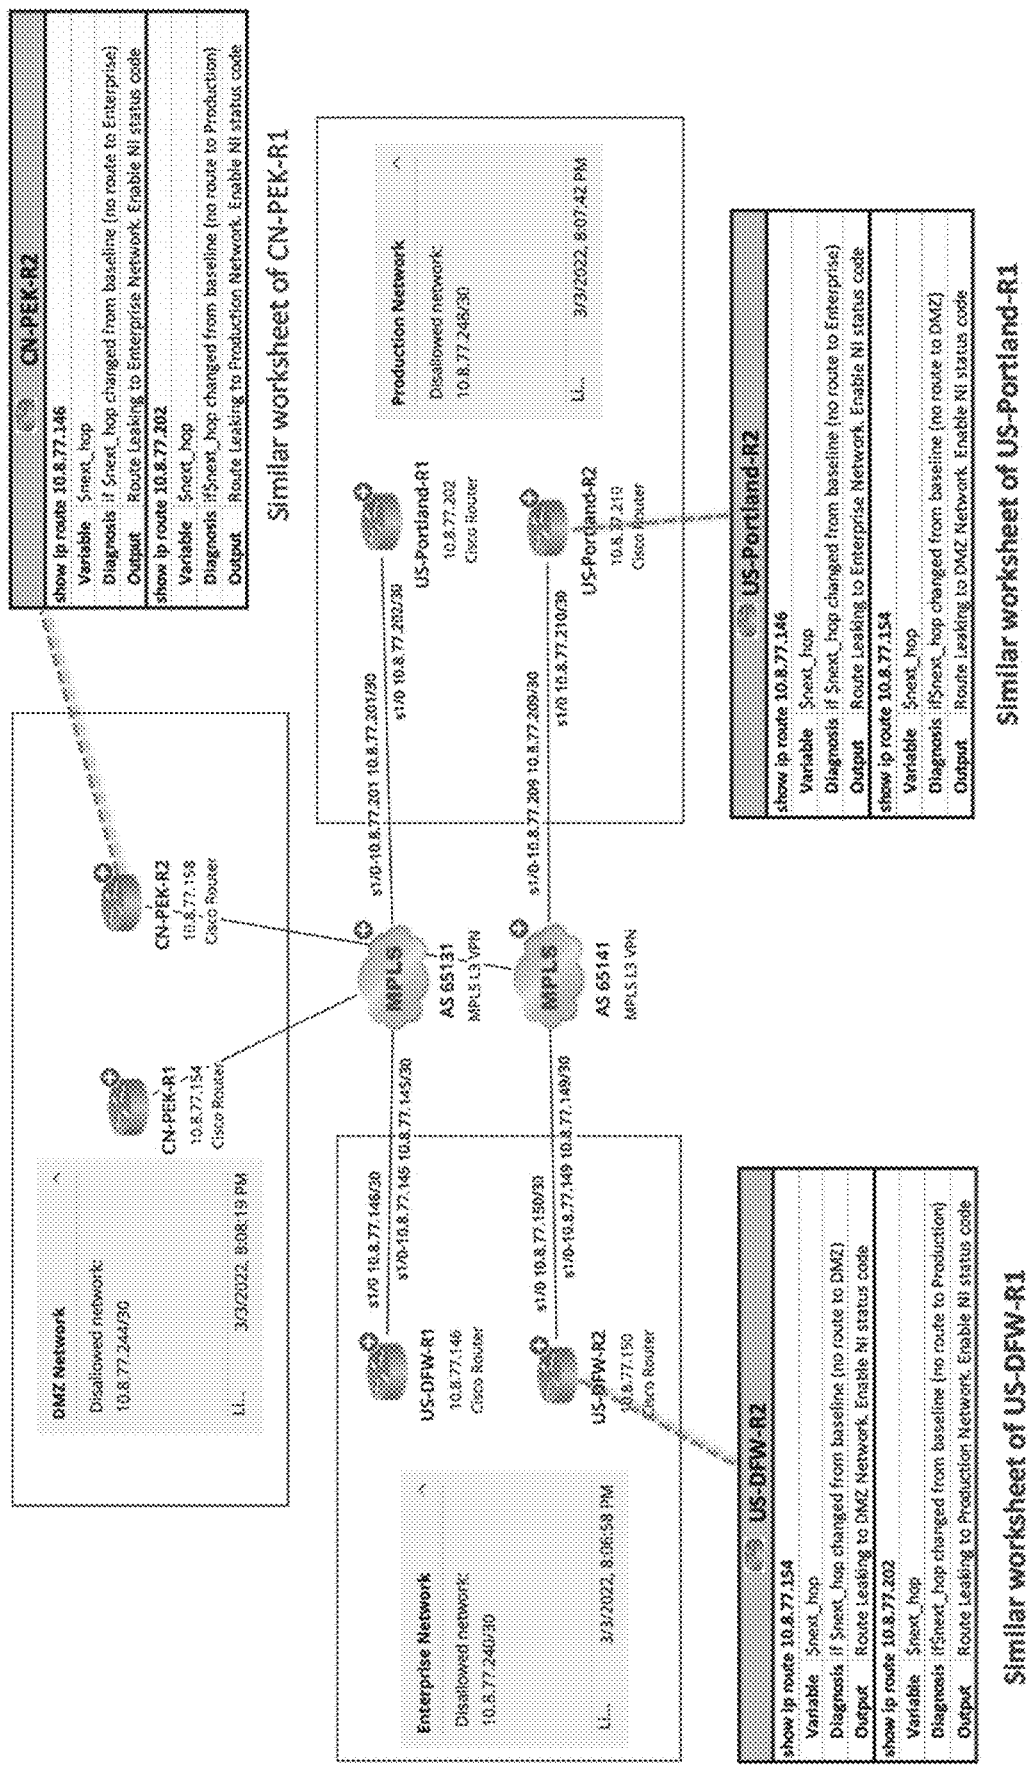 DMZ Network
Disallowed network:
10.8.77.244/30
Li...
3/3/2022, 8:08:19 PM
CN-PEK-R1
10.8.77.154
Cisco Router
CN-PEK-R2
10.8.77.158
Cisco Router
CN-PEK-R2
show ip route 10.8.77.146
Variable $next_hop
Diagnosis if $next_hop changed from baseline (no route to Enterprise)
Output Route Leaking to Enterprise Network. Enable NI status code
show ip route 10.8.77.202
Variable $next_hop
Diagnosis if$next_hop changed from baseline (no route to Production)
Output Route Leaking to Production Network. Enable NI status code
Similar worksheet of CN-PEK-R1
Enterprise Network
Disallowed network:
10.8.77.240/30
Li...
3/3/2022, 8:06:58 PM
US-DFW-R1
10.8.77.146
Cisco Router
s1/0 10.8.77.146/30
s1/0-10.8.77.145 10.8.77.145/30
US-DFW-R2
10.8.77.150
Cisco Router
s1/0 10.8.77.150/30
s1/0-10.8.77.149 10.8.77.149/30
MPLS
AS 65131
MPLS L3 VPN
MPLS
AS 65141
MPLS L3 VPN
s1/0-10.8.77.201 10.8.77.201/30
s1/0 10.8.77.202/30
US-Portland-R1
10.8.77.202
Cisco Router
s1/0-10.8.77.209 10.8.77.209/30
s1/0 10.8.77.210/30
US-Portland-R2
10.8.77.210
Cisco Router
Production Network
Disallowed network:
10.8.77.248/30
Li...
3/3/2022, 8:07:42 PM
US-DFW-R2
show ip route 10.8.77.154
Variable $next_hop
Diagnosis if $next_hop changed from baseline (no route to DMZ)
Output Route Leaking to DMZ Network. Enable NI status code
show ip route 10.8.77.202
Variable $next_hop
Diagnosis if$next_hop changed from baseline (no route to Production)
Output Route Leaking to Production Network. Enable NI status code
Similar worksheet of US-DFW-R1
US-Portland-R2
show ip route 10.8.77.146
Variable $next_hop
Diagnosis if $next_hop changed from baseline (no route to Enterprise)
Output Route Leaking to Enterprise Network. Enable NI status code
show ip route 10.8.77.154
Variable $next_hop
Diagnosis if$next_hop changed from baseline (no route to DMZ)
Output Route Leaking to DMZ Network. Enable NI status code
Similar worksheet of US-Portland-R1